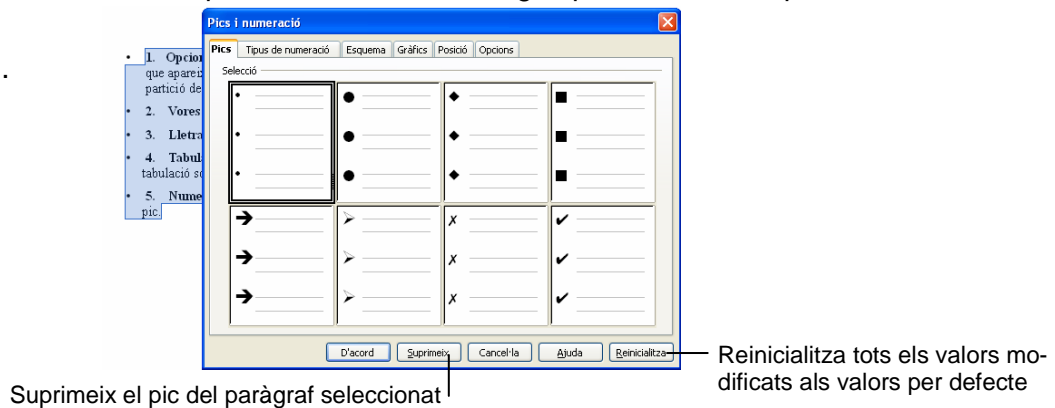 Pics i numeració
Pics Tipus de numeració Esquema Gràfics Posició Opcions
Selecció
• 1. Opcion
que apareix
partició de
• 2. Vores
• 3. Lletra
• 4. Tabul
tabulació so
• 5. Nume
pic.
.
D'acord Suprimeix Cancel·la Ajuda Reinicialitza
Reinicialitza tots els valors mo-
dificats als valors per defecte
Suprimeix el pic del paràgraf seleccionat